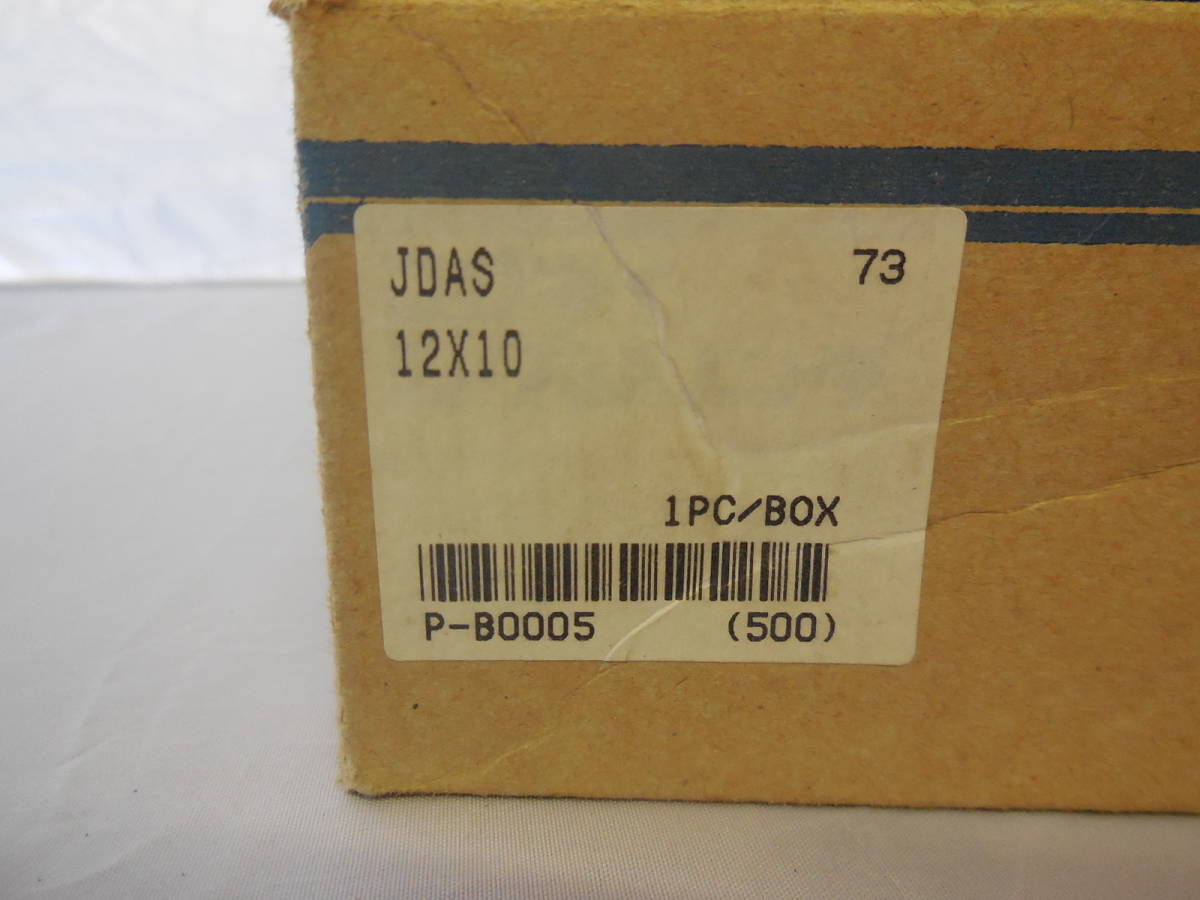 JDAS 73
12X10
1PC/BOX
P-B0005 (500)